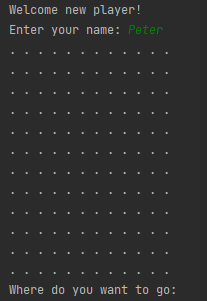 Welcome new player!
Enter your name: Peter
. . . . . . . . . . . .
. . . . . . . . . . . .
. . . . . . . . . . . .
. . . . . . . . . . . .
. . . . . . . . . . . .
. . . . . . . . . . . .
. . . . . . . . . . . .
. . . . . . . . . . . .
. . . . . . . . . . . .
. . . . . . . . . . . .
. . . . . . . . . . . .
. . . . . . . . . . . .
Where do you want to go: